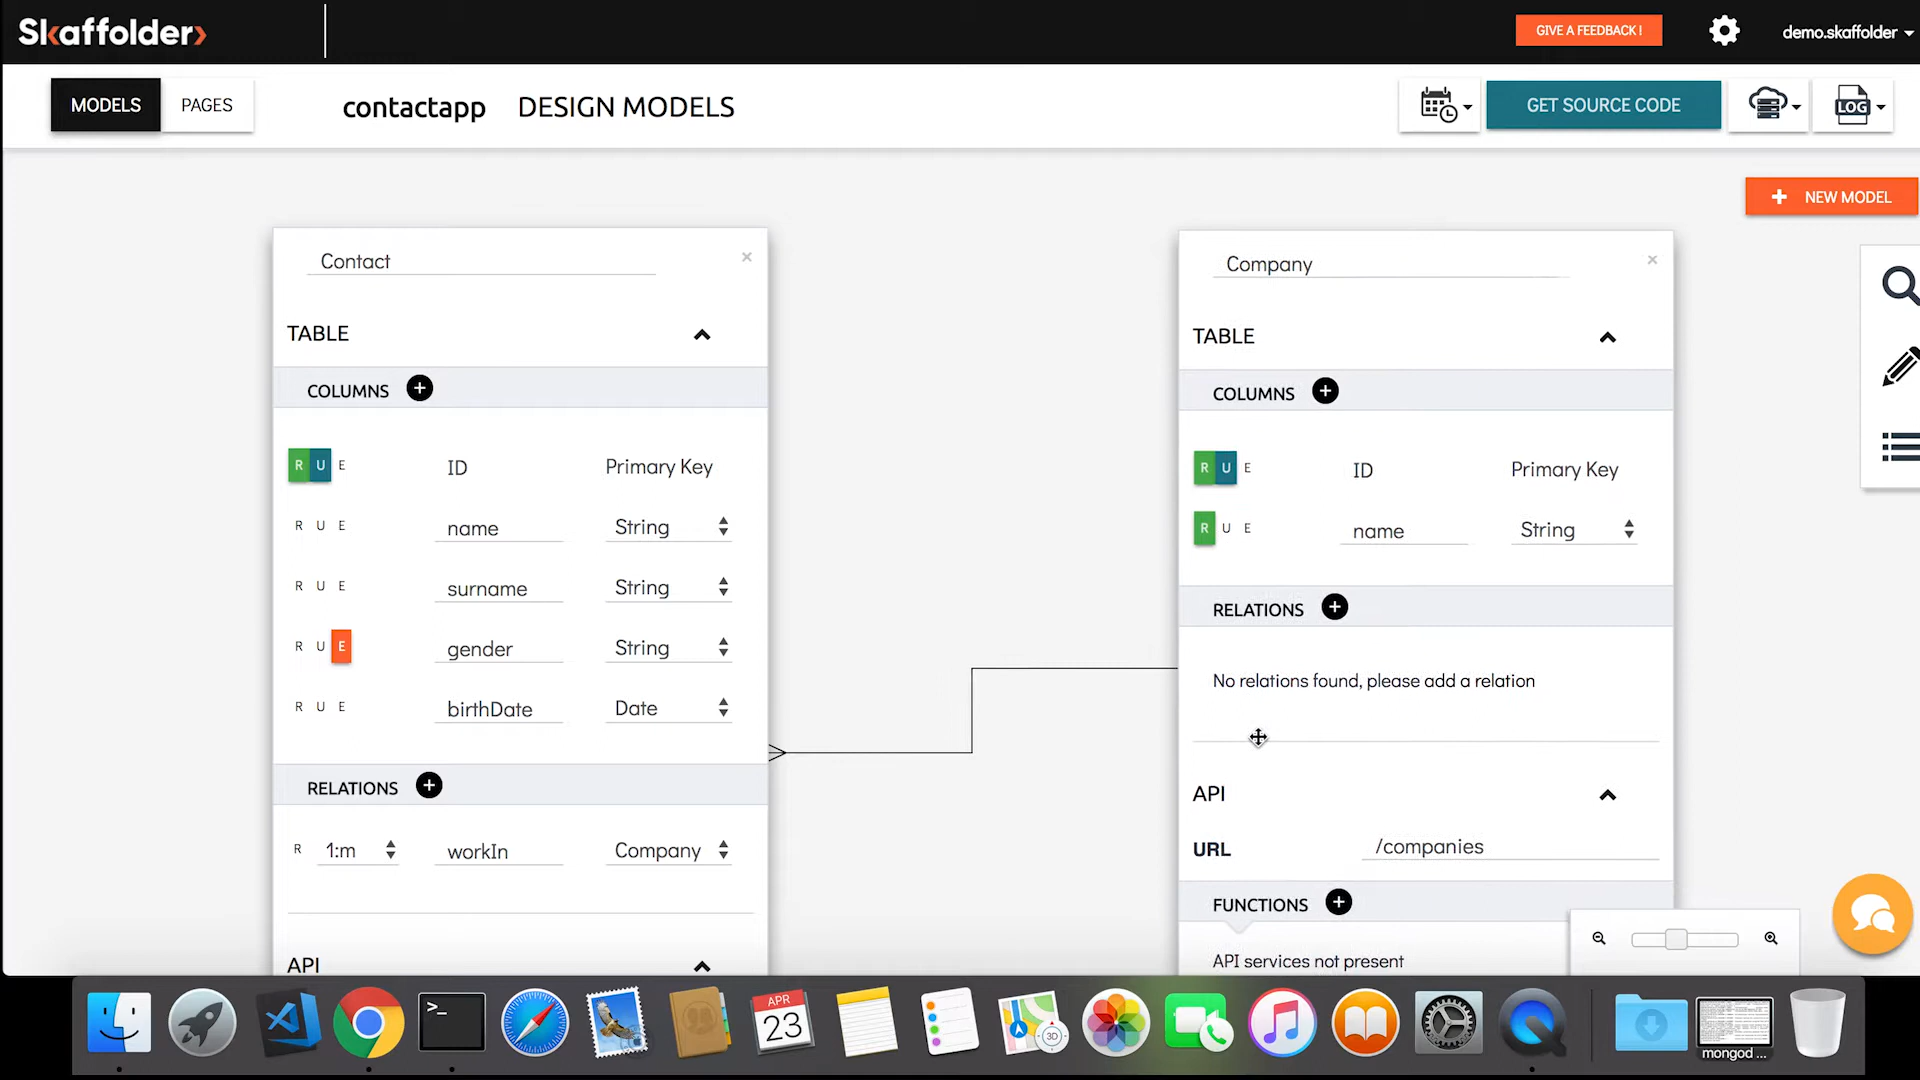 Skaffolder
GIVE A FEEDBACK !
demo.skaffolder
MODELS
PAGES
contactapp
DESIGN MODELS
GET SOURCE CODE
LOG
NEW MODEL
Contact
×
TABLE
COLUMNS
R U E ID Primary Key
R U E name String
R U E surname String
R U E gender String
R U E birthDate Date
RELATIONS
R 1:m workIn Company
API
Company
×
TABLE
COLUMNS
R U E ID Primary Key
R U E name String
RELATIONS
No relations found, please add a relation
API
URL /companies
FUNCTIONS
API services not present
>_
APR
23
3D
mongod ...